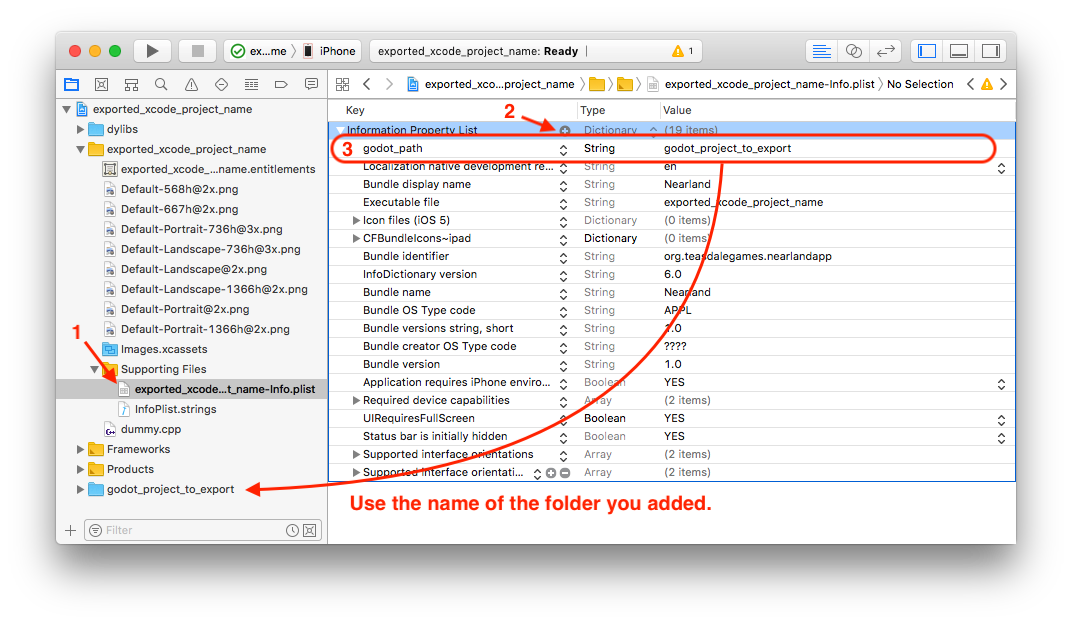 ex...me
iPhone
exported_xcode_project_name: Ready
1
exported_xco...project_name
exported_xcode_project_name-Info.plist
No Selection
exported_xcode_project_name
dylibs
exported_xcode_project_name
exported_xcode_...name.entitlements
Default-568h@2x.png
Default-667h@2x.png
Default-Portrait-736h@3x.png
Default-Landscape-736h@3x.png
Default-Landscape@2x.png
Default-Landscape-1366h@2x.png
Default-Portrait@2x.png
Default-Portrait-1366h@2x.png
1
Images.xcassets
Supporting Files
exported_xcode...t_name-Info.plist
InfoPlist.strings
dummy.cpp
Frameworks
Products
godot_project_to_export
Filter
Key Type Value
2
Information Property List Dictionary (19 items)
3 godot_path String godot_project_to_export
Localization native development re... String en
Bundle display name String Nearland
Executable file String exported_xcode_project_name
Icon files (iOS 5) Dictionary (0 items)
CFBundleIcons~ipad Dictionary (0 items)
Bundle identifier String org.teasdalegames.nearlandapp
InfoDictionary version String 6.0
Bundle name String Nearland
Bundle OS Type code String APPL
Bundle versions string, short String 1.0
Bundle creator OS Type code String ????
Bundle version String 1.0
Application requires iPhone enviro... Boolean YES
Required device capabilities Array (2 items)
UIRequiresFullScreen Boolean YES
Status bar is initially hidden Boolean YES
Supported interface orientations Array (2 items)
Supported interface orientati... Array (2 items)
Use the name of the folder you added.